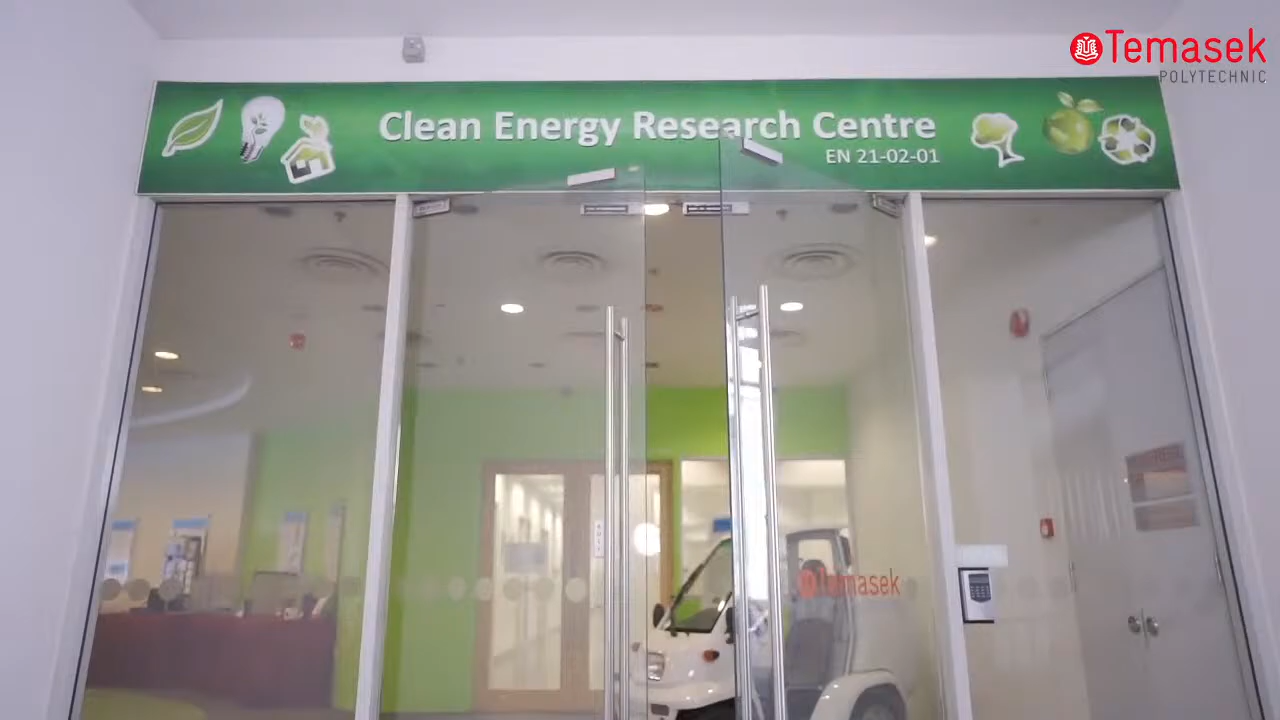 Temasek
POLYTECHNIC
Clean Energy Research Centre
EN 21-02-01
Temasek